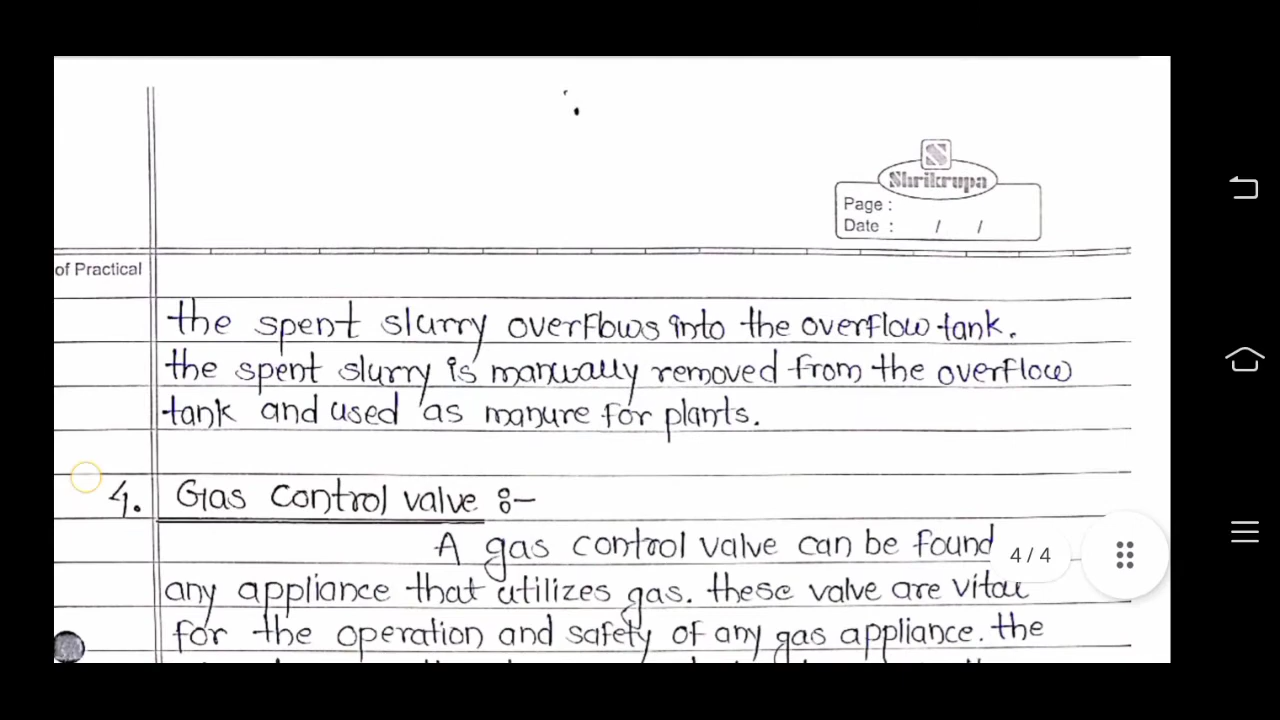 Shrikrupa
Page :
Date : / /
of Practical
the spent slurry overflows into the overflow tank.
the spent slurry is manually removed from the overflow
tank and used as manure for plants.
4. Gas control valve :-
A gas control valve can be found
4 / 4
any appliance that utilizes gas. these valve are vital
for the operation and safety of any gas appliance. the